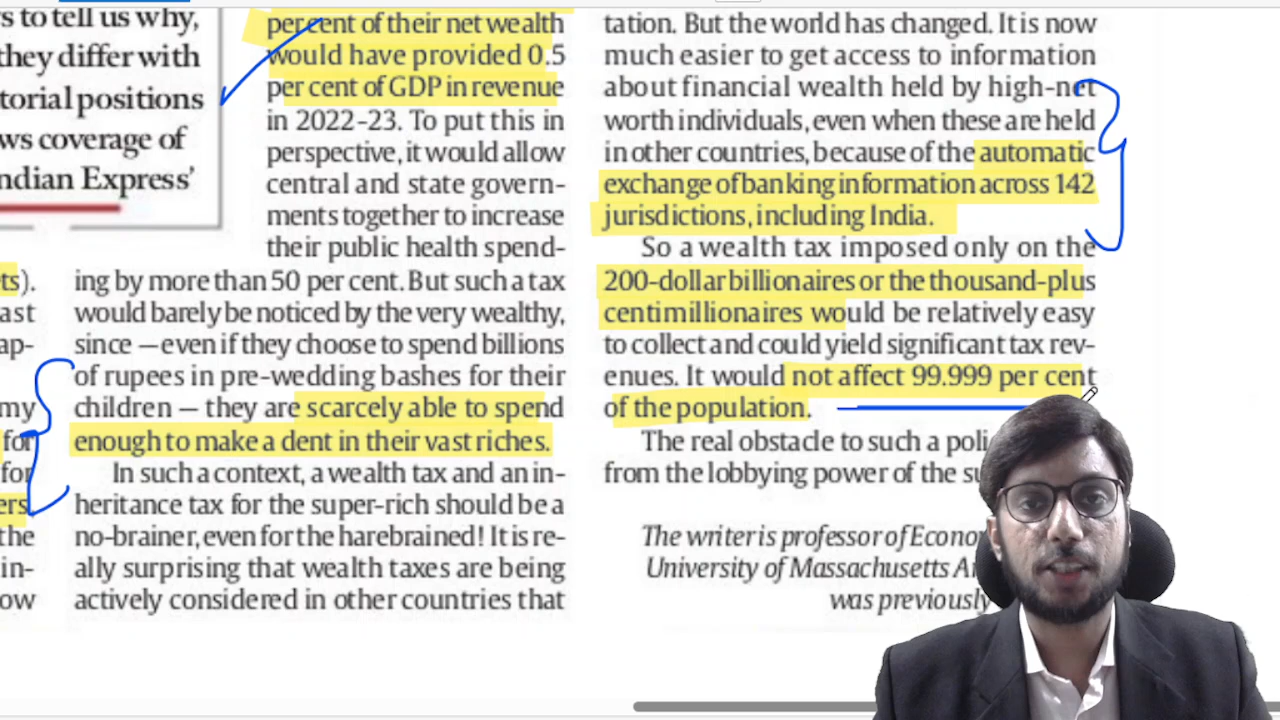 s to tell us why,
they differ with
torial positions
ws coverage of
ndian Express'
ts).
ast
ap-
my
for
for
ers
the
in-
ow
per cent of their net wealth
would have provided 0.5
per cent of GDP in revenue
in 2022-23. To put this in
perspective, it would allow
central and state govern-
ments together to increase
their public health spend-
ing by more than 50 per cent. But such a tax
would barely be noticed by the very wealthy,
since — even if they choose to spend billions
of rupees in pre-wedding bashes for their
children — they are scarcely able to spend
enough to make a dent in their vast riches.
In such a context, a wealth tax and an in-
heritance tax for the super-rich should be a
no-brainer, even for the harebrained! It is re-
ally surprising that wealth taxes are being
actively considered in other countries that
tation. But the world has changed. It is now
much easier to get access to information
about financial wealth held by high-net
worth individuals, even when these are held
in other countries, because of the automatic
exchange of banking information across 142
jurisdictions, including India.
So a wealth tax imposed only on the
200-dollar billionaires or the thousand-plus
centimillionaires would be relatively easy
to collect and could yield significant tax rev-
enues. It would not affect 99.999 per cent
of the population.
The real obstacle to such a poli
from the lobbying power of the su
The writer is professor of Econo
University of Massachusetts A
was previously